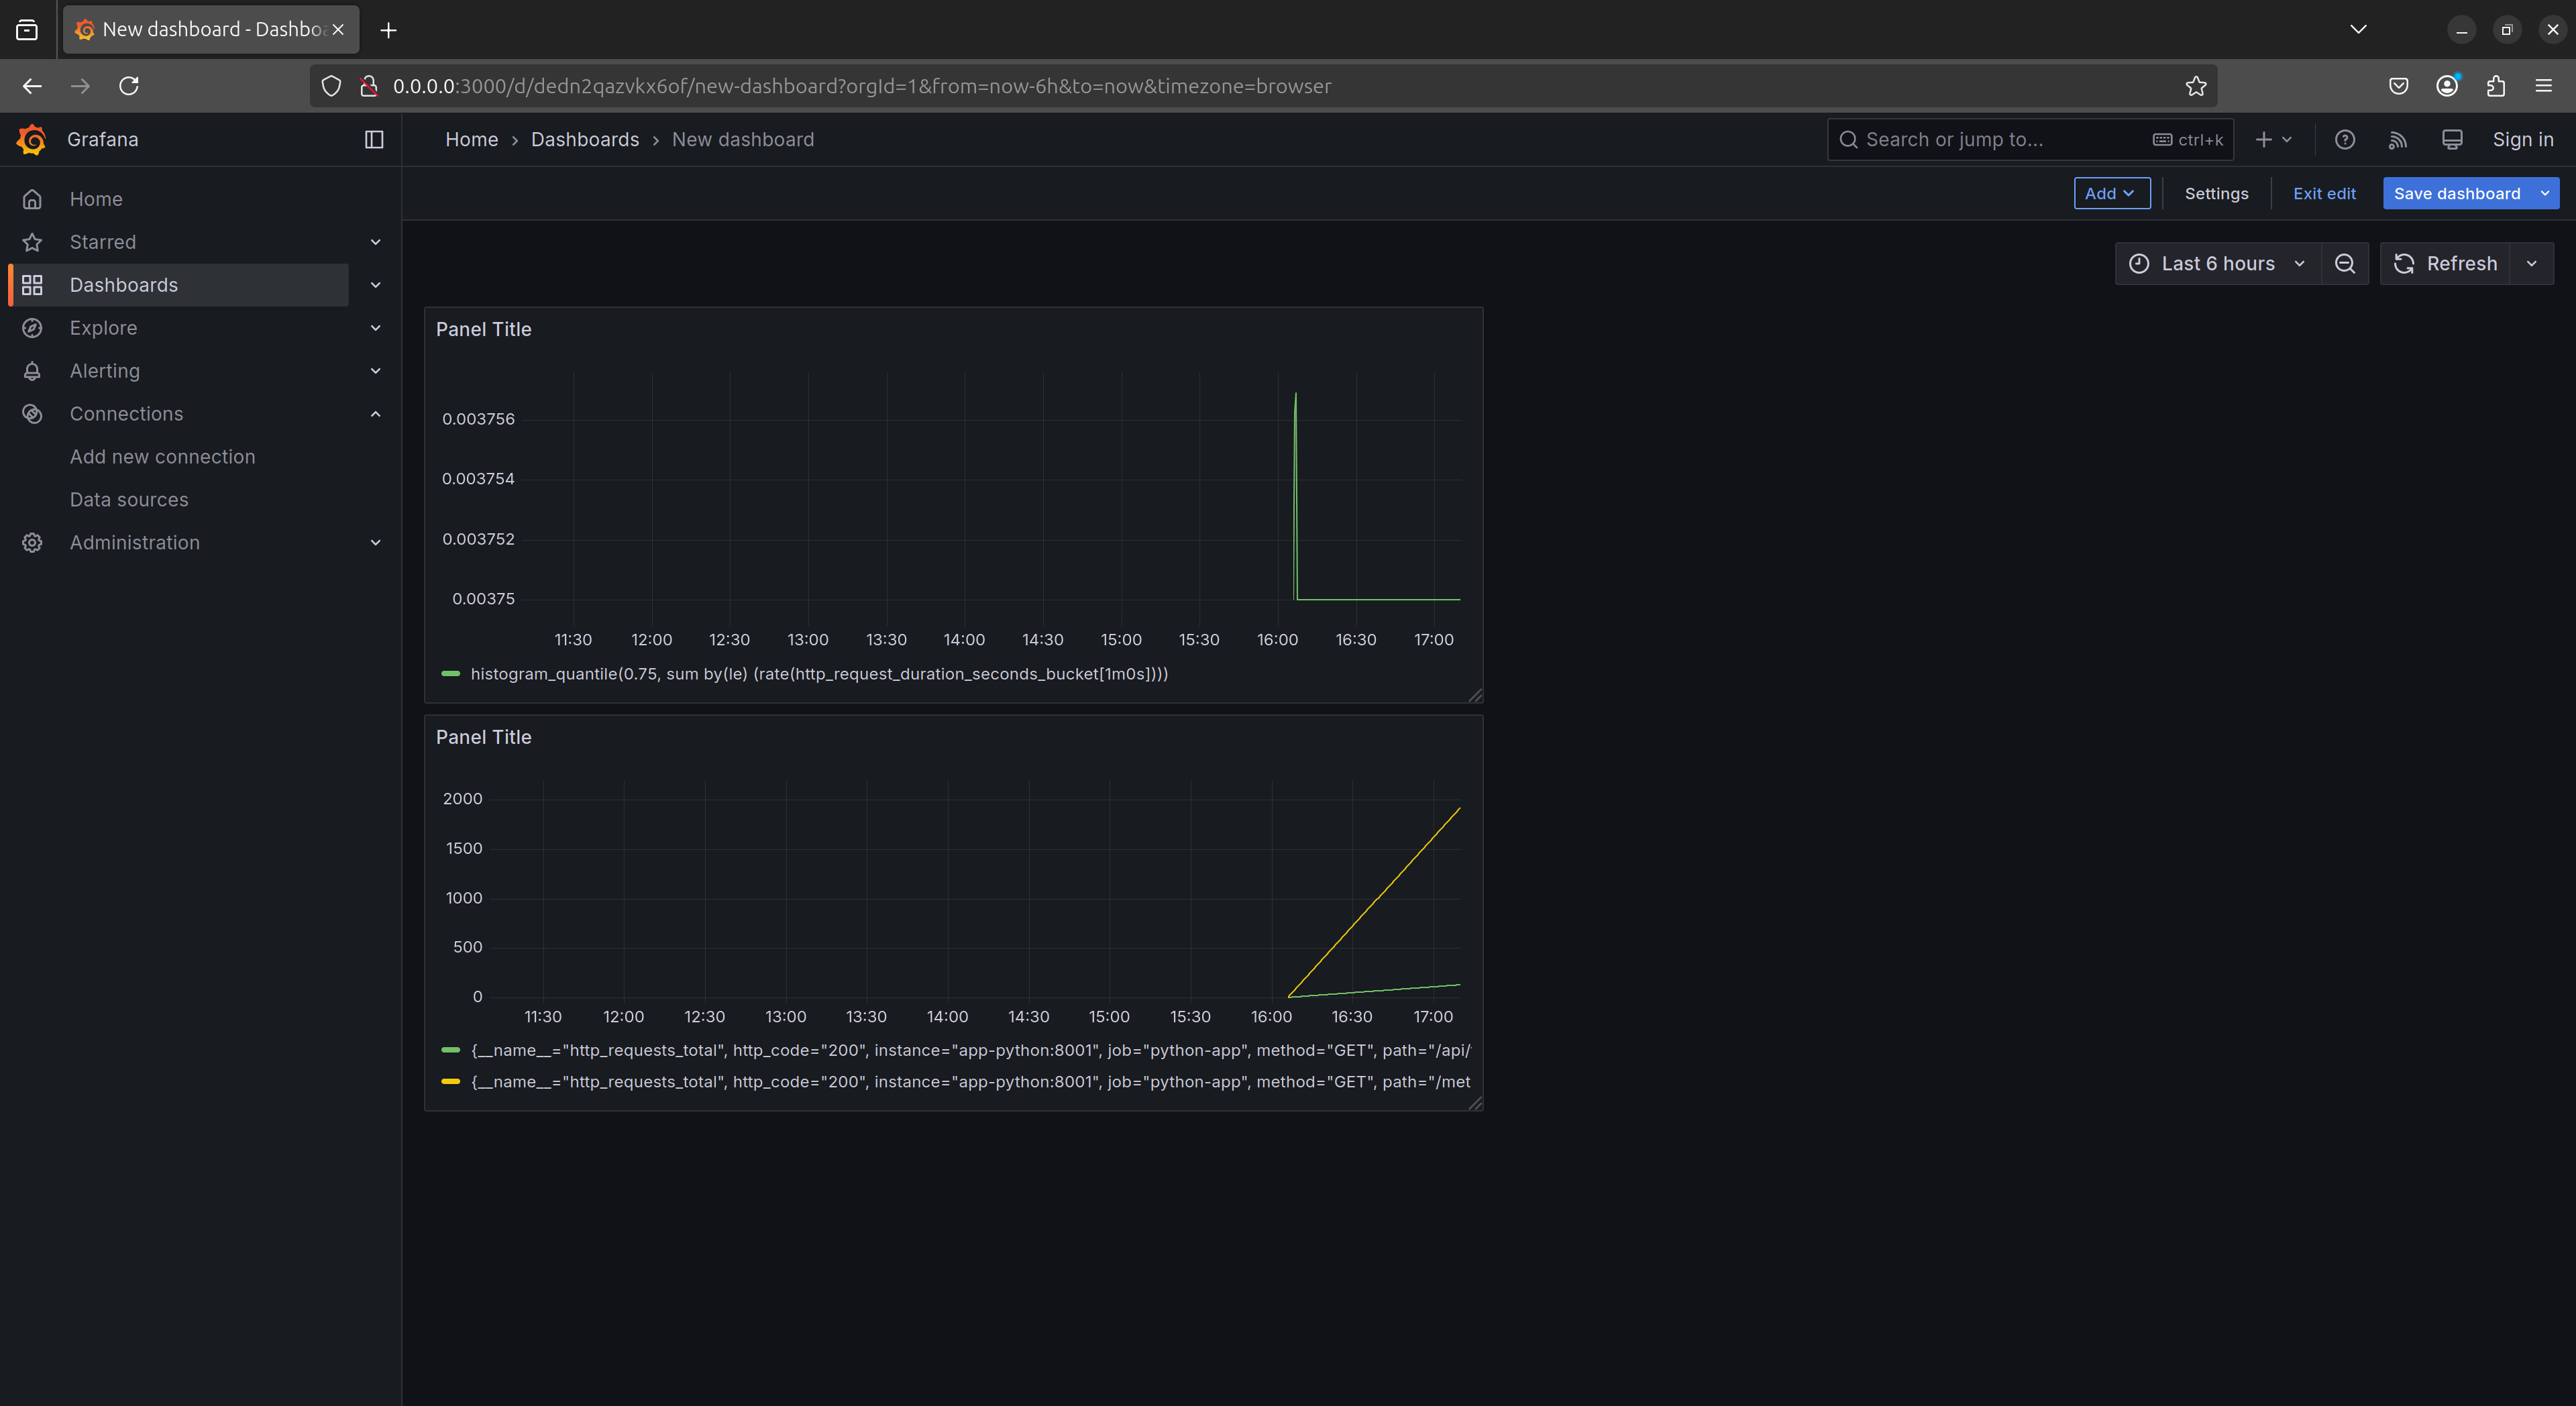 New dashboard - Dashboa
0.0.0.0:3000/d/dedn2qazvkx6of/new-dashboard?orgId=1&from=now-6h&to=now&timezone=browser
Grafana
Home › Dashboards › New dashboard
Search or jump to... ctrl+k
Sign in
Add
Settings
Exit edit
Save dashboard
Home
Starred
Dashboards
Explore
Alerting
Connections
Add new connection
Data sources
Administration
Last 6 hours
Refresh
Panel Title
0.003756
0.003754
0.003752
0.00375
11:30 12:00 12:30 13:00 13:30 14:00 14:30 15:00 15:30 16:00 16:30 17:00
histogram_quantile(0.75, sum by(le) (rate(http_request_duration_seconds_bucket[1m0s])))
Panel Title
2000
1500
1000
500
0
11:30 12:00 12:30 13:00 13:30 14:00 14:30 15:00 15:30 16:00 16:30 17:00
{__name__="http_requests_total", http_code="200", instance="app-python:8001", job="python-app", method="GET", path="/api/
{__name__="http_requests_total", http_code="200", instance="app-python:8001", job="python-app", method="GET", path="/met